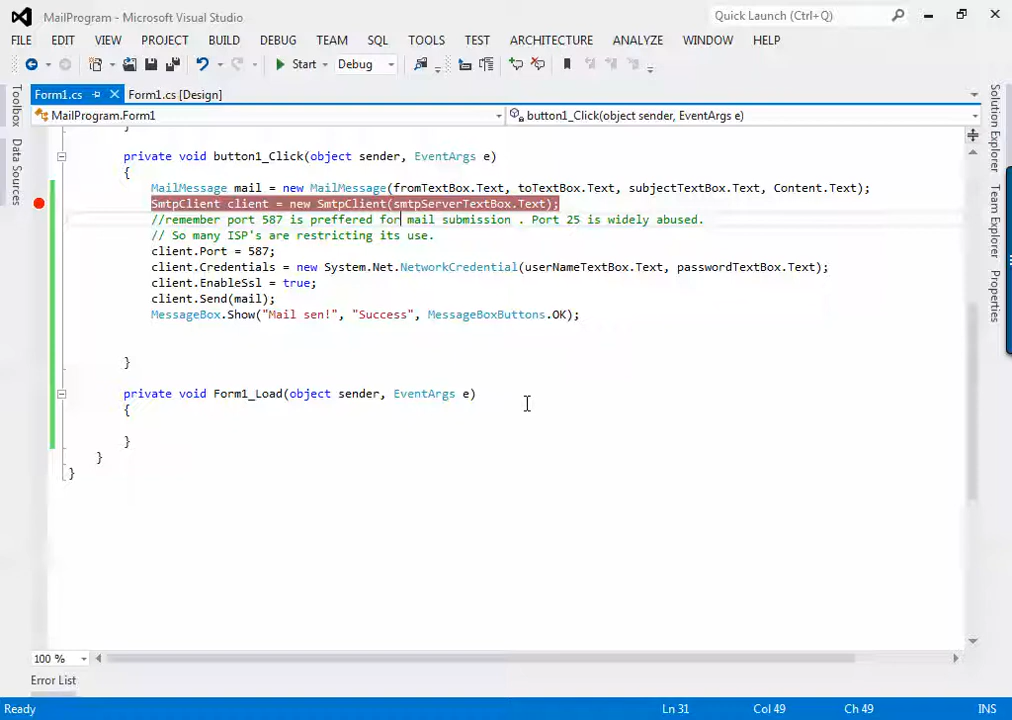 MailProgram - Microsoft Visual Studio
Quick Launch (Ctrl+Q)
FILE EDIT VIEW PROJECT BUILD DEBUG TEAM SQL TOOLS TEST ARCHITECTURE ANALYZE WINDOW HELP
Start Debug
Form1.cs Form1.cs [Design]
MailProgram.Form1 button1_Click(object sender, EventArgs e)
Toolbox
Data Sources
}
private void button1_Click(object sender, EventArgs e)
{
MailMessage mail = new MailMessage(fromTextBox.Text, toTextBox.Text, subjectTextBox.Text, Content.Text);
SmtpClient client = new SmtpClient(smtpServerTextBox.Text);
//remember port 587 is preffered for mail submission . Port 25 is widely abused.
// So many ISP's are restricting its use.
client.Port = 587;
client.Credentials = new System.Net.NetworkCredential(userNameTextBox.Text, passwordTextBox.Text);
client.EnableSsl = true;
client.Send(mail);
MessageBox.Show("Mail sen!", "Success", MessageBoxButtons.OK);
}
private void Form1_Load(object sender, EventArgs e)
{
}
}
}
Solution Explorer
Team Explorer
Properties
100 %
Error List
Ready Ln 31 Col 49 Ch 49 INS